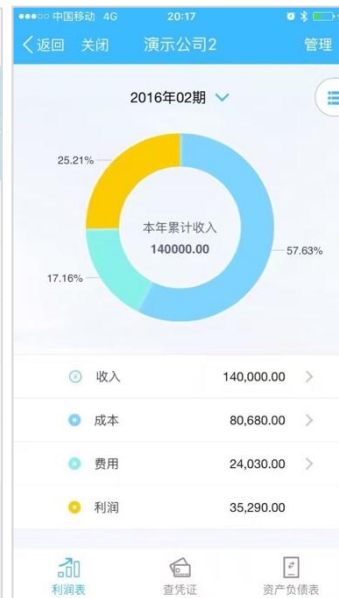 中国移动 4G 20:17
返回 关闭 演示公司2 管理
2016年02期
25.21%
本年累计收入
140000.00
57.63%
17.16%
收入 140,000.00
成本 80,680.00
费用 24,030.00
利润 35,290.00
利润表 查凭证 资产负债表